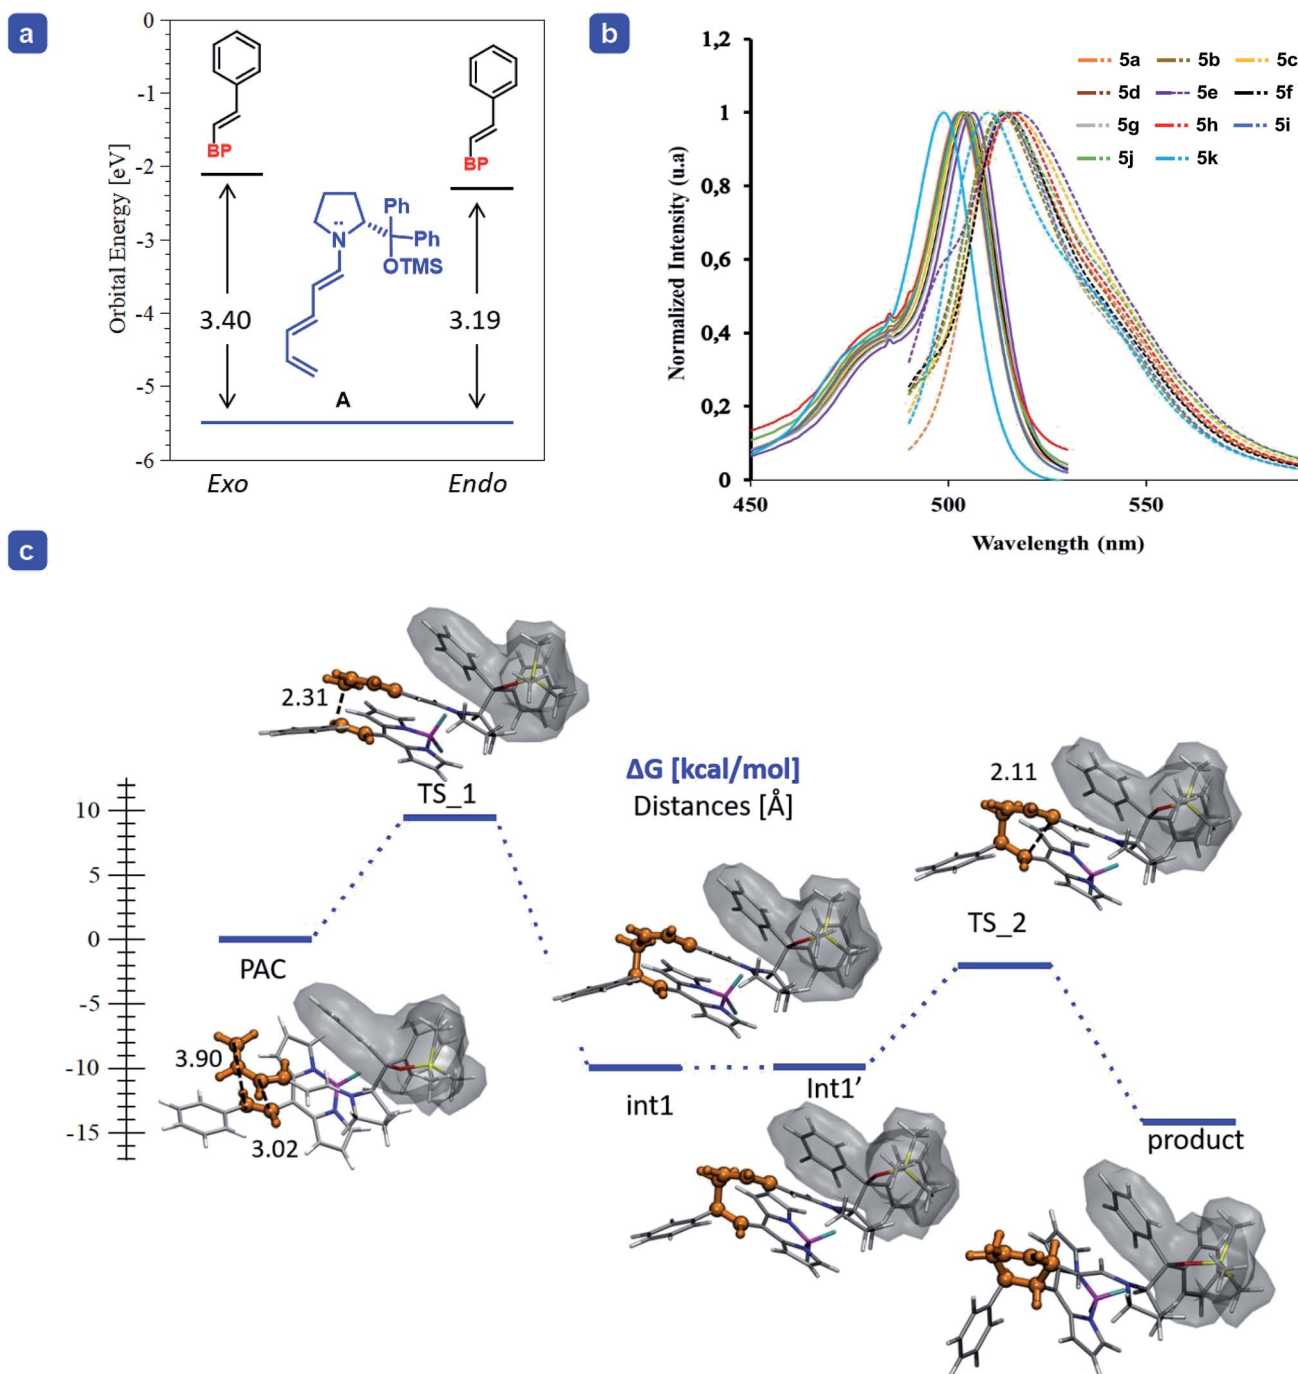 a
Orbital Energy [eV]
0
-1
-2
-3
-4
-5
-6
BP
BP
N
Ph
Ph
OTMS
3.40
3.19
A
Exo
Endo
b
Normalized Intensity (u.a)
1,2
1
0,8
0,6
0,4
0,2
0
450
500
550
Wavelength (nm)
5a 5b 5c
5d 5e 5f
5g 5h 5i
5j 5k
c
2.31
TS_1
ΔG [kcal/mol]
Distances [Å]
2.11
TS_2
10
5
0
-5
-10
-15
PAC
3.90
3.02
int1
Int1’
product